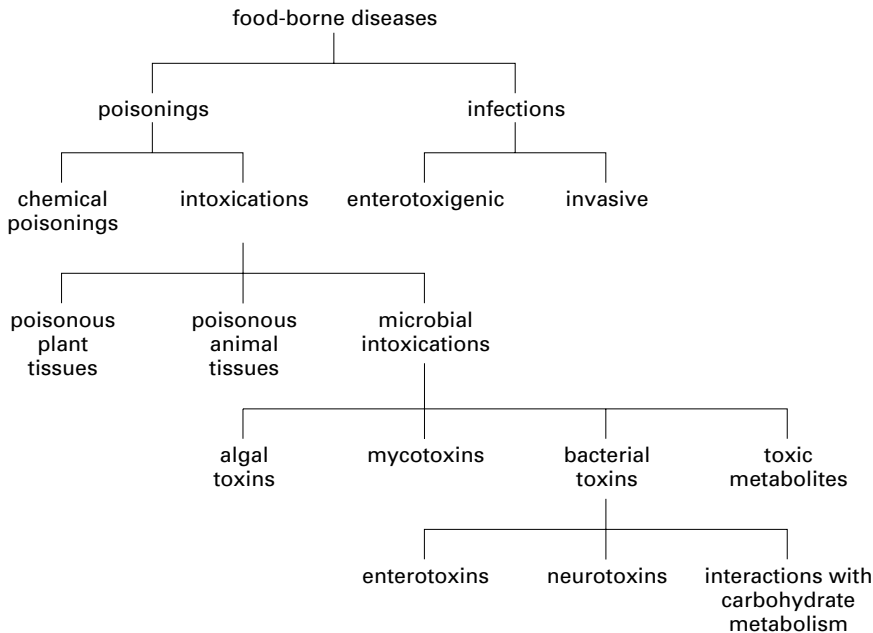 food-borne diseases
poisonings
infections
chemical
poisonings
intoxications
enterotoxigenic
invasive
poisonous
plant
tissues
poisonous
animal
tissues
microbial
intoxications
algal
toxins
mycotoxins
bacterial
toxins
toxic
metabolites
enterotoxins
neurotoxins
interactions with
carbohydrate
metabolism